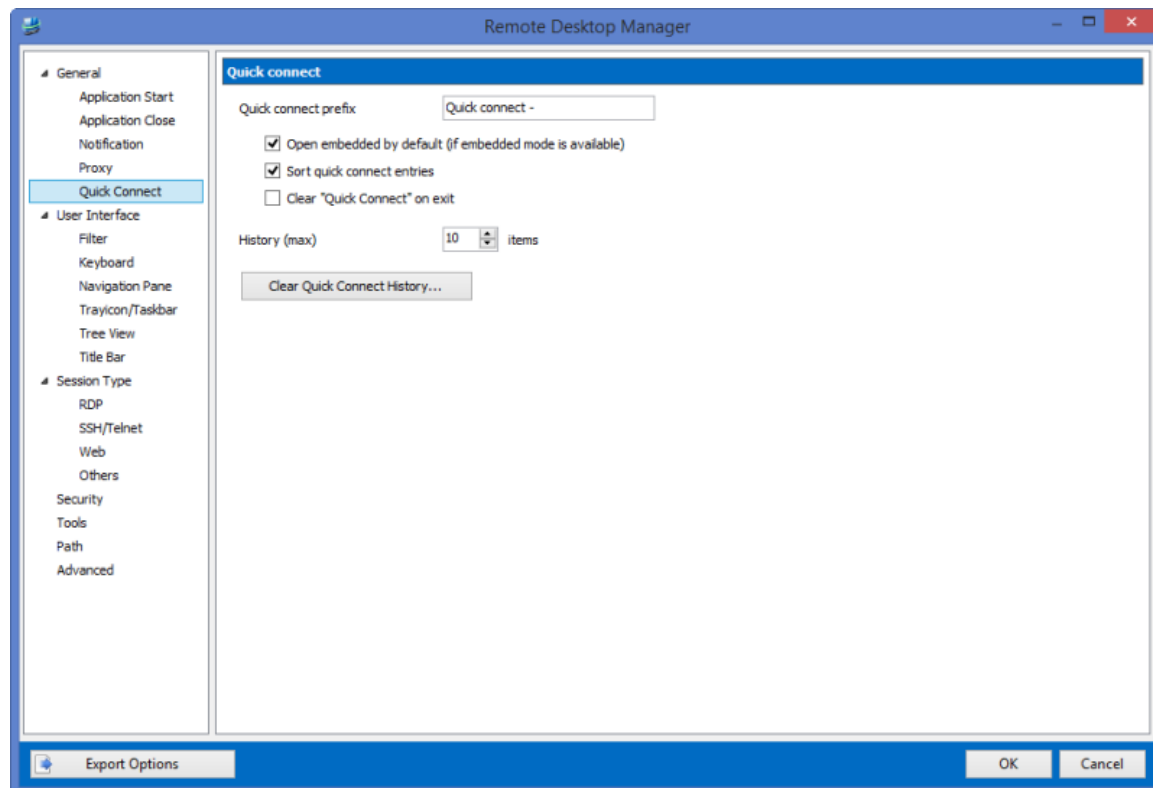 Remote Desktop Manager
General
Application Start
Application Close
Notification
Proxy
Quick Connect
User Interface
Filter
Keyboard
Navigation Pane
Trayicon/Taskbar
Tree View
Title Bar
Session Type
RDP
SSH/Telnet
Web
Others
Security
Tools
Path
Advanced
Quick connect
Quick connect prefix Quick connect -
Open embedded by default (if embedded mode is available)
Sort quick connect entries
Clear "Quick Connect" on exit
History (max) 10 items
Clear Quick Connect History...
Export Options
OK Cancel